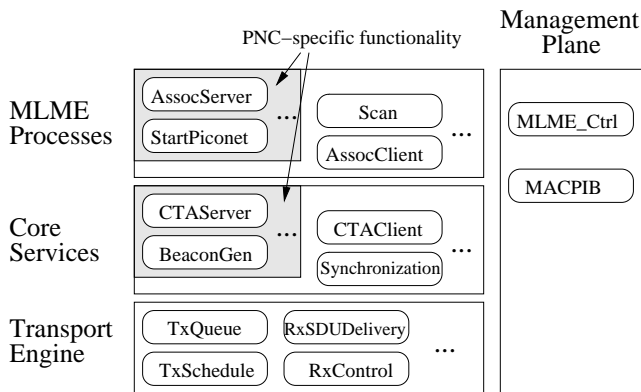 Management
Plane
PNC−specific functionality
MLME
Processes
AssocServer
StartPiconet
...
Scan
AssocClient
...
MLME_Ctrl
MACPIB
Core
Services
CTAServer
BeaconGen
...
CTAClient
Synchronization
...
Transport
Engine
TxQueue
RxSDUDelivery
TxSchedule
RxControl
...